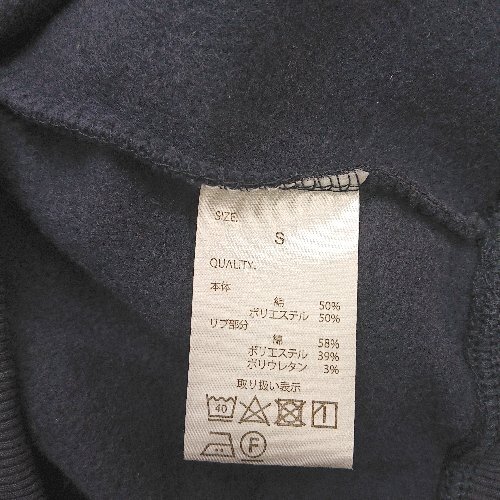 SIZE:
S
QUALITY:
本体
綿 50%
ポリエステル 50%
リブ部分
綿 58%
ポリエステル 39%
ポリウレタン 3%
取り扱い表示
40
F